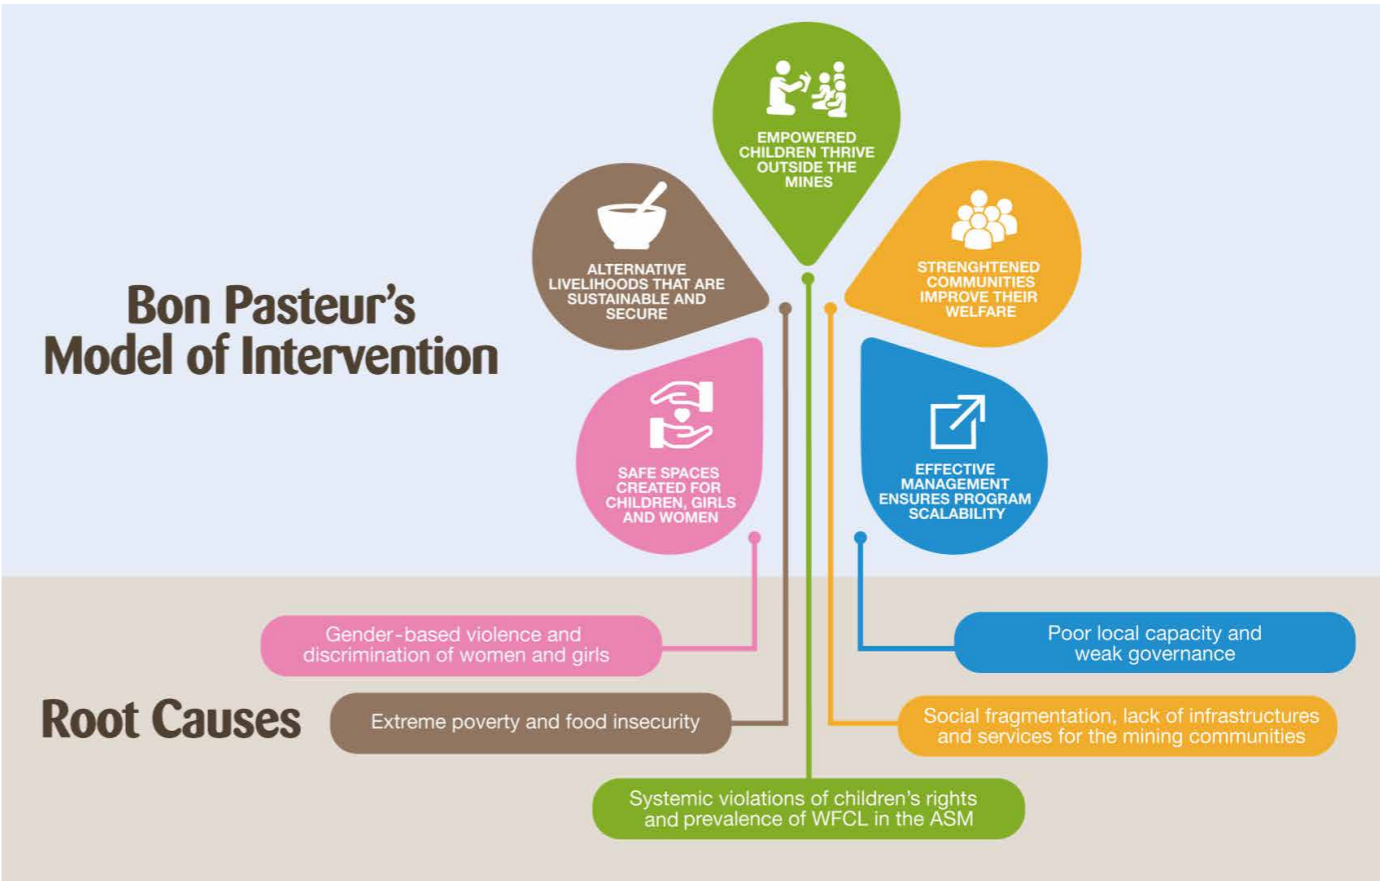 Bon Pasteur's
Model of Intervention
EMPOWERED
CHILDREN THRIVE
OUTSIDE THE
MINES
ALTERNATIVE
LIVELIHOODS THAT ARE
SUSTAINABLE AND
SECURE
STRENGHTENED
COMMUNITIES
IMPROVE THEIR
WELFARE
SAFE SPACES
CREATED FOR
CHILDREN, GIRLS
AND WOMEN
EFFECTIVE
MANAGEMENT
ENSURES PROGRAM
SCALABILITY
Root Causes
Gender-based violence and
discrimination of women and girls
Poor local capacity and
weak governance
Extreme poverty and food insecurity
Social fragmentation, lack of infrastructures
and services for the mining communities
Systemic violations of children's rights
and prevalence of WFCL in the ASM